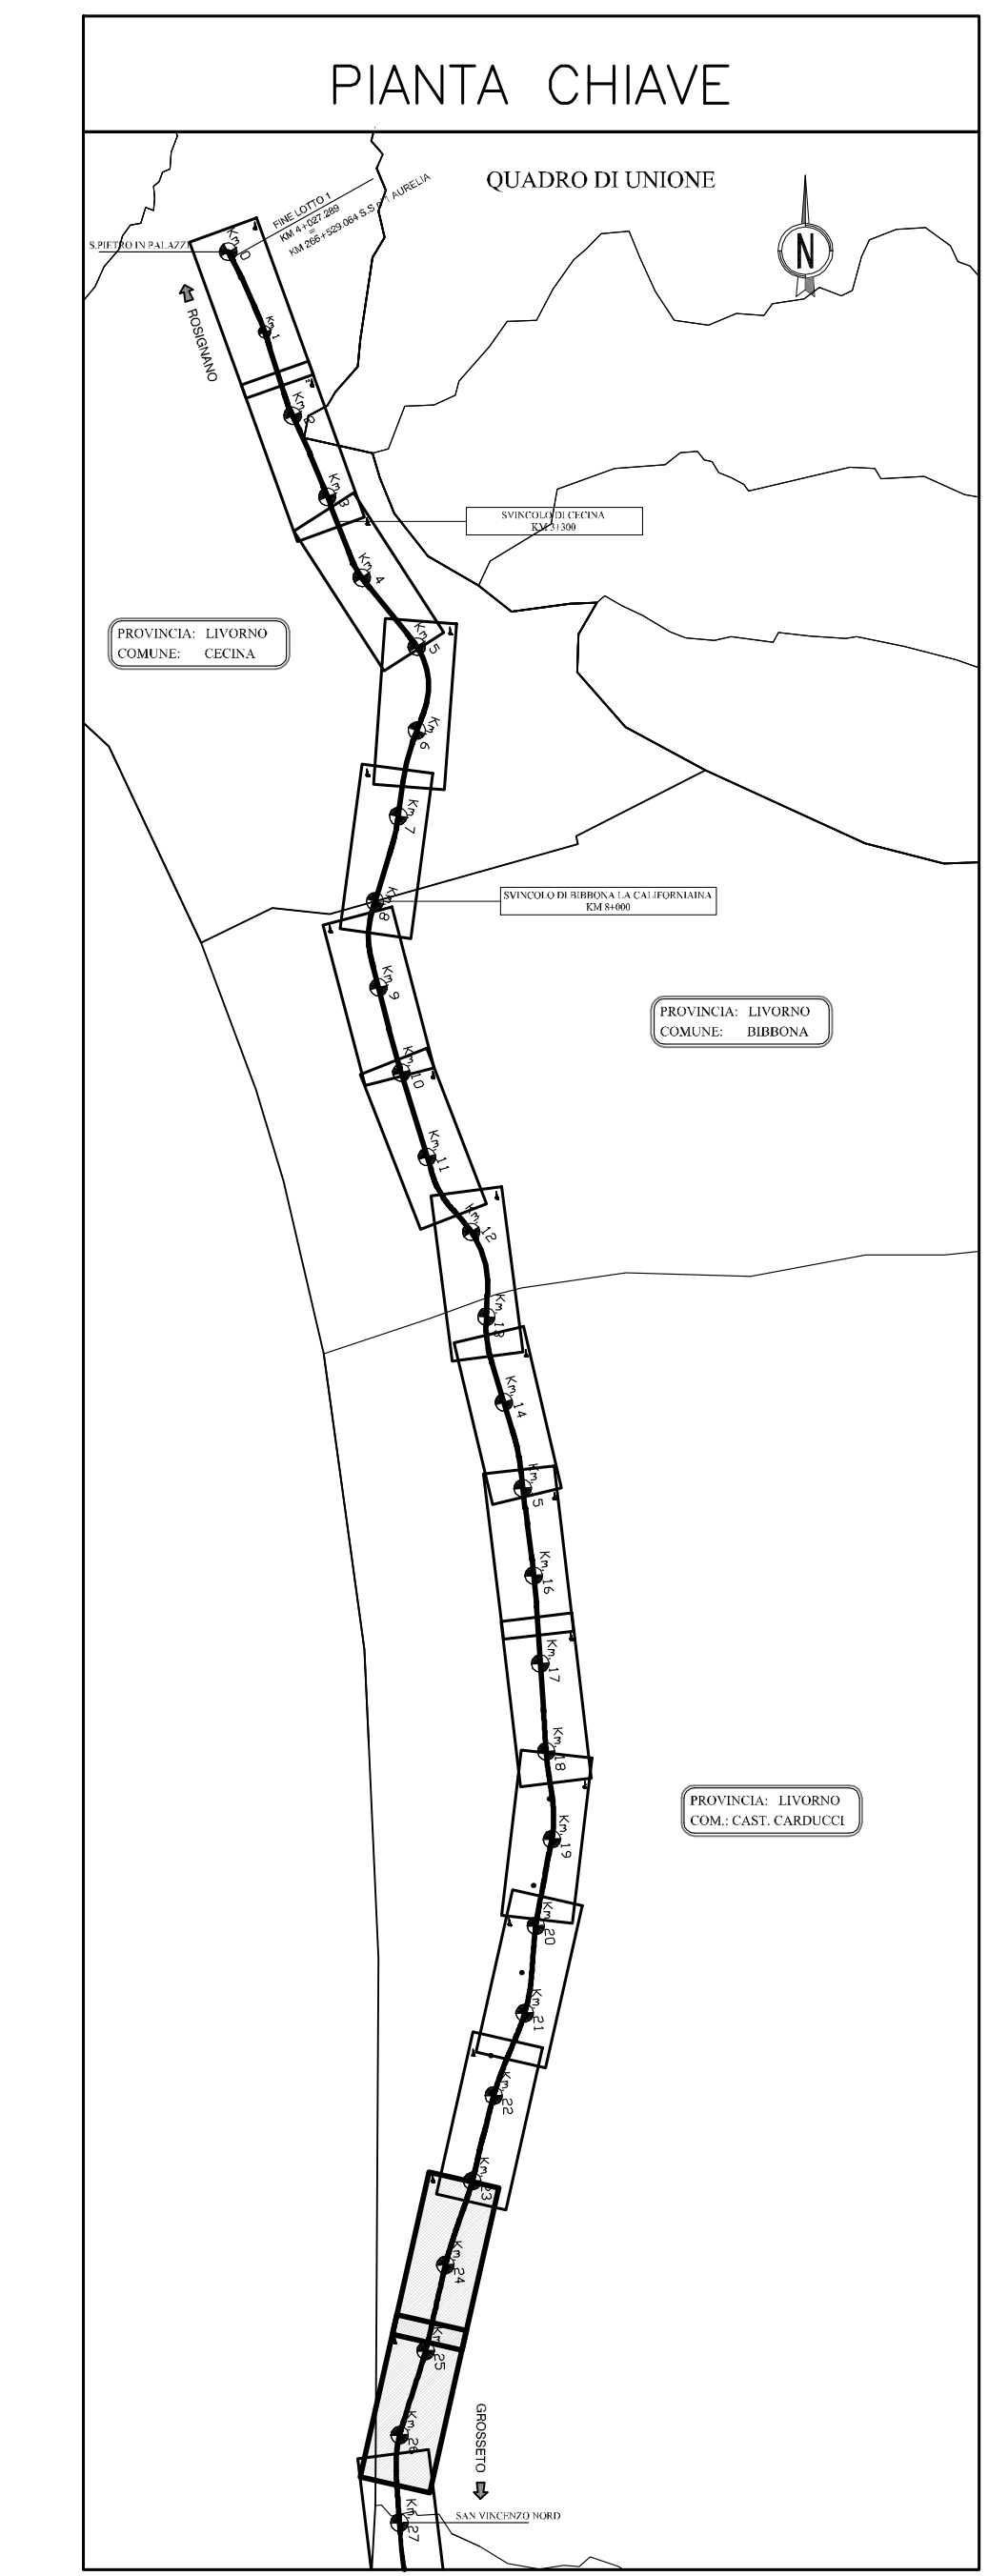 PIANTA CHIAVE
QUADRO DI UNIONE
N
FINE LOTTO 1
KM 4+027.289
=
KM 266+529.064 S.S. n° 1 AURELIA
S.PIETRO IN PALAZZI
Km 0
ROSIGNANO
Km 1
Km 2
Km 3
SVINCOLO DI CECINA
KM 3+300
Km 4
PROVINCIA: LIVORNO
COMUNE: CECINA
Km 5
Km 6
Km 7
Km 8
SVINCOLO DI BIBBONA LA CALIFORNIAINA
KM 8+000
Km 9
PROVINCIA: LIVORNO
COMUNE: BIBBONA
Km 10
Km 11
Km 12
Km 13
Km 14
Km 15
Km 16
Km 17
Km 18
PROVINCIA: LIVORNO
COM.: CAST. CARDUCCI
Km 19
Km 20
Km 21
Km 22
Km 23
Km 24
Km 25
Km 26
GROSSETO
SAN VINCENZO NORD
Km 27